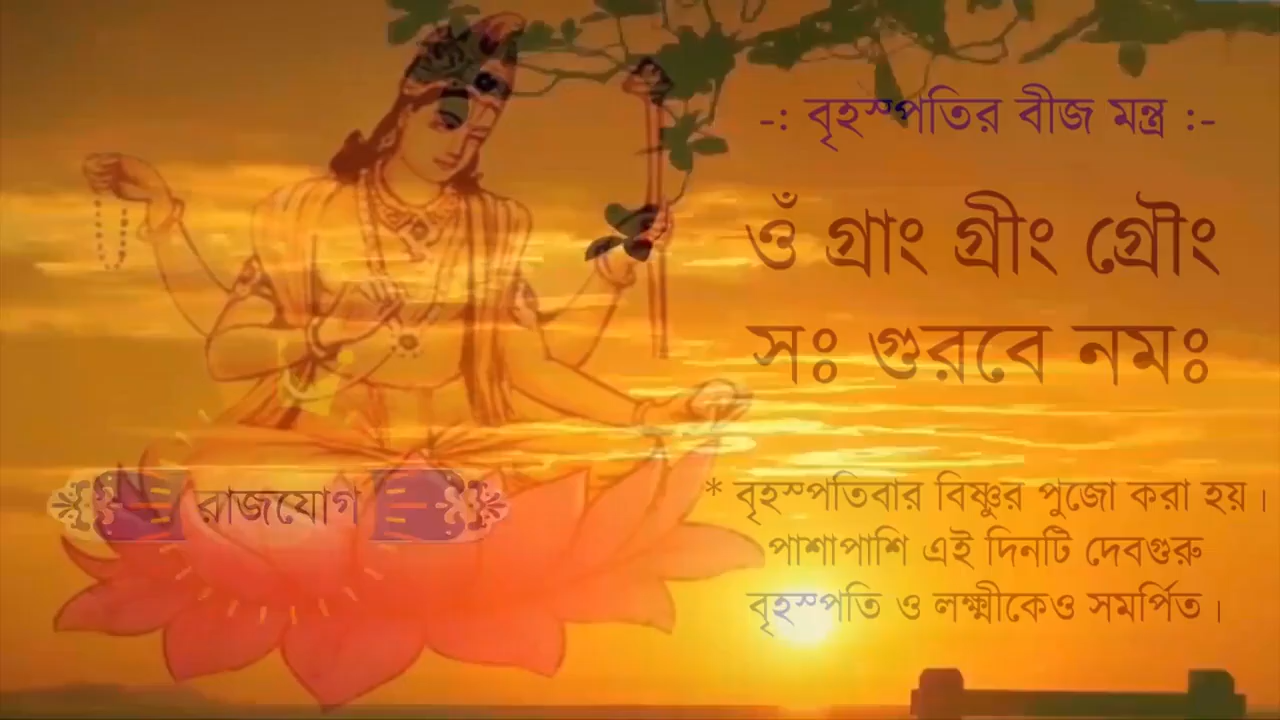 -: বৃহস্পতির বীজ মন্ত্র :-
ওঁ গ্রাং গ্রীং গ্রৌং
সঃ গুরবে নমঃ
রাজযোগ
* বৃহস্পতিবার বিষ্ণুর পুজো করা হয়।
পাশাপাশি এই দিনটি দেবগুরু
বৃহস্পতি ও লক্ষ্মীকেও সমর্পিত।